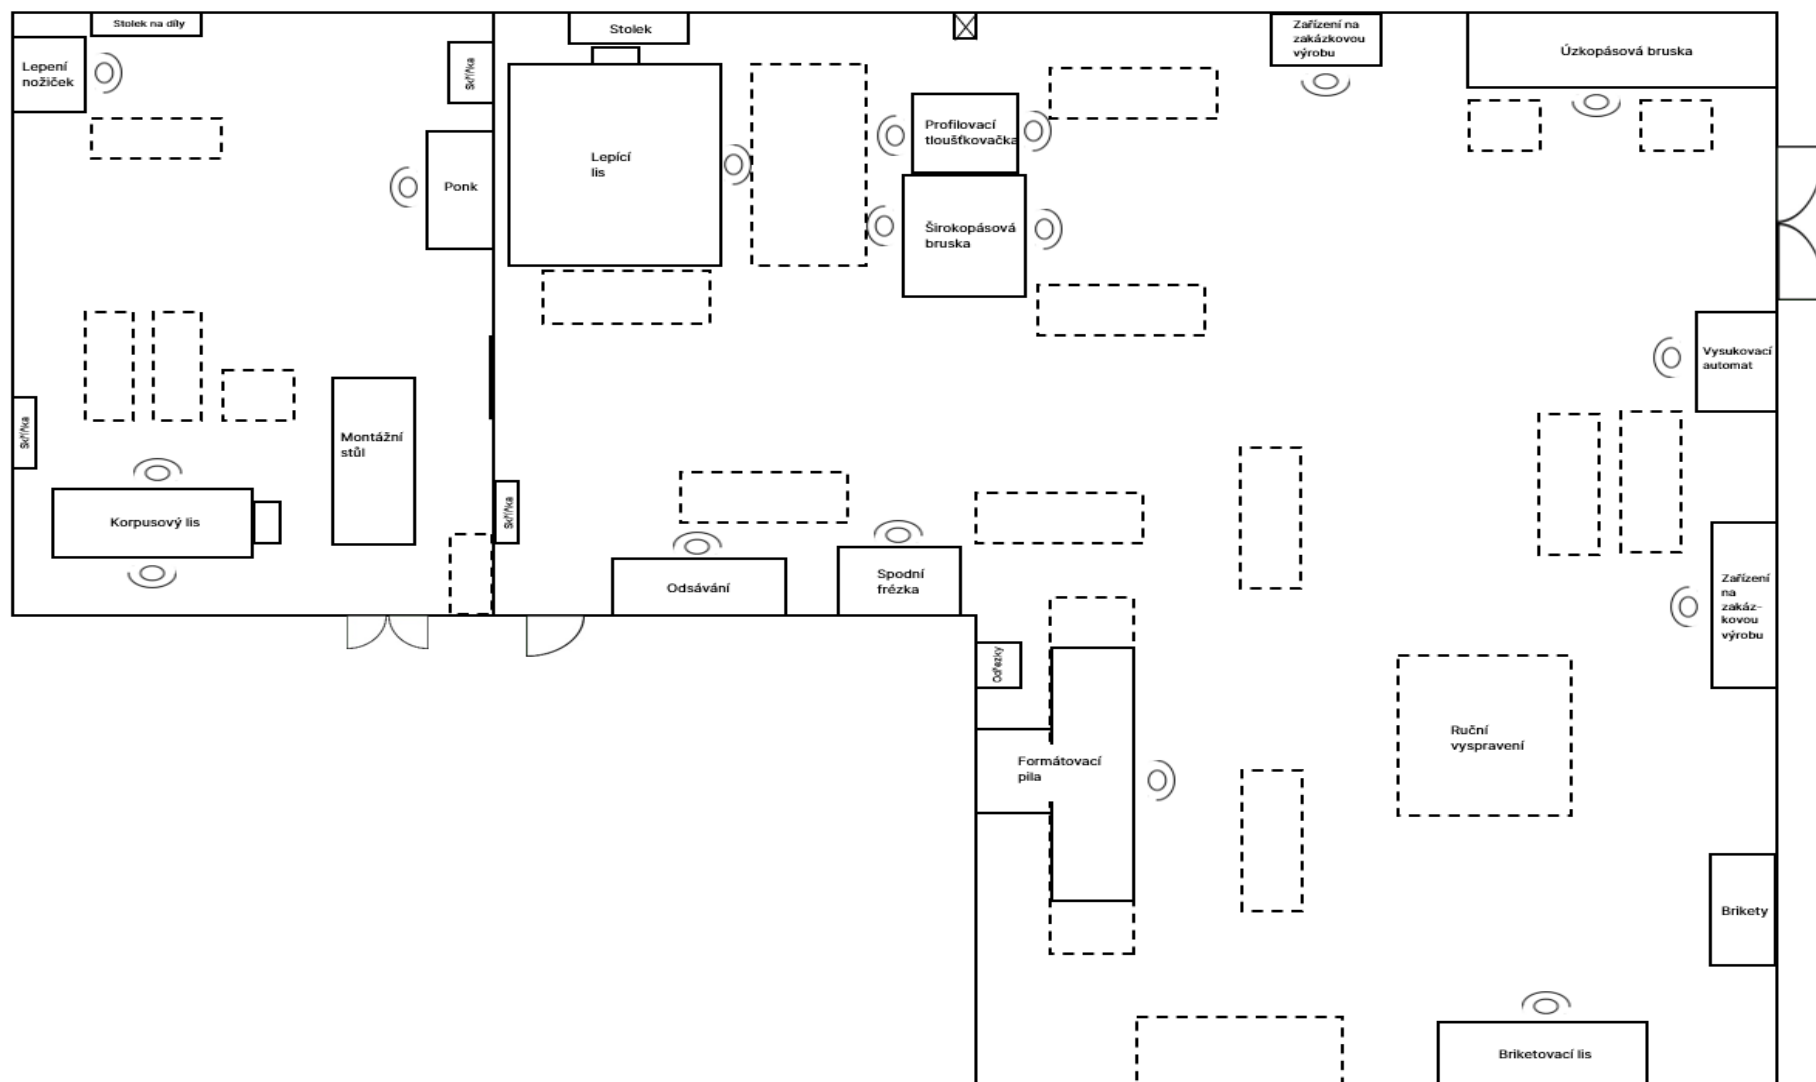 Stolek na díly
Lepení
nožiček
Skříňka
Ponk
Stolek
Lepící
lis
Profilovací
tloušťkovačka
Širokopásová
bruska
Zařízení na
zakázkovou
výrobu
Úzkopásová bruska
Vysukovací
automat
Skříňka
Montážní
stůl
Korpusový lis
Skříňka
Odsávání
Spodní
frézka
Zařízení
na
zakáz-
kovou
výrobu
Odřezky
Formátovací
pila
Ruční
vyspravení
Brikety
Briketovací lis